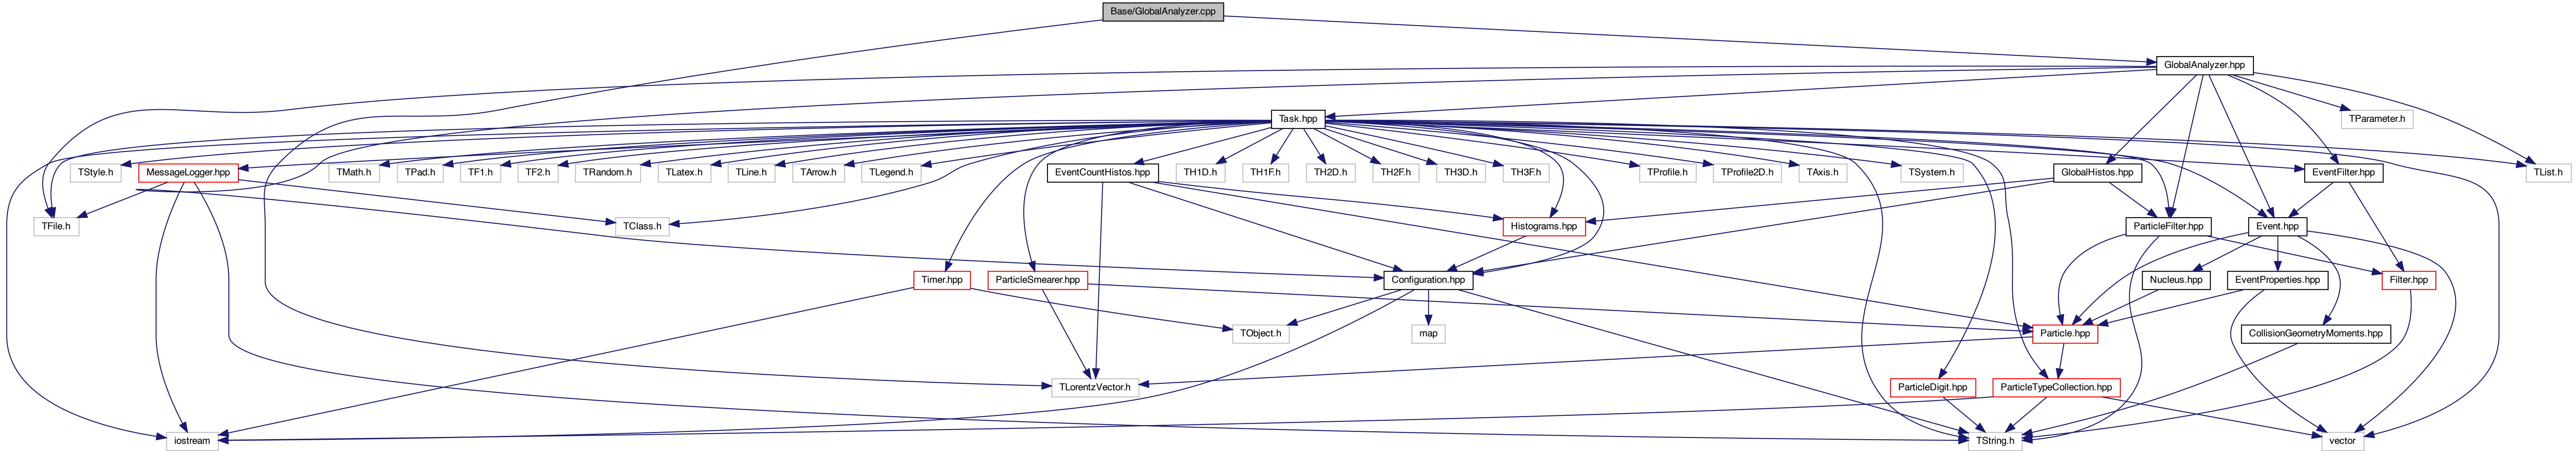 Base/GlobalAnalyzer.cpp
GlobalAnalyzer.hpp
Task.hpp
TParameter.h
TStyle.h
MessageLogger.hpp
TMath.h
TPad.h
TF1.h
TF2.h
TRandom.h
TLatex.h
TLine.h
TArrow.h
TLegend.h
EventCountHistos.hpp
TH1D.h
TH1F.h
TH2D.h
TH2F.h
TH3D.h
TH3F.h
TProfile.h
TProfile2D.h
TAxis.h
TSystem.h
GlobalHistos.hpp
EventFilter.hpp
TList.h
TFile.h
TClass.h
Histograms.hpp
ParticleFilter.hpp
Event.hpp
Timer.hpp
ParticleSmearer.hpp
Configuration.hpp
Nucleus.hpp
EventProperties.hpp
Filter.hpp
TObject.h
map
Particle.hpp
CollisionGeometryMoments.hpp
TLorentzVector.h
ParticleDigit.hpp
ParticleTypeCollection.hpp
iostream
TString.h
vector